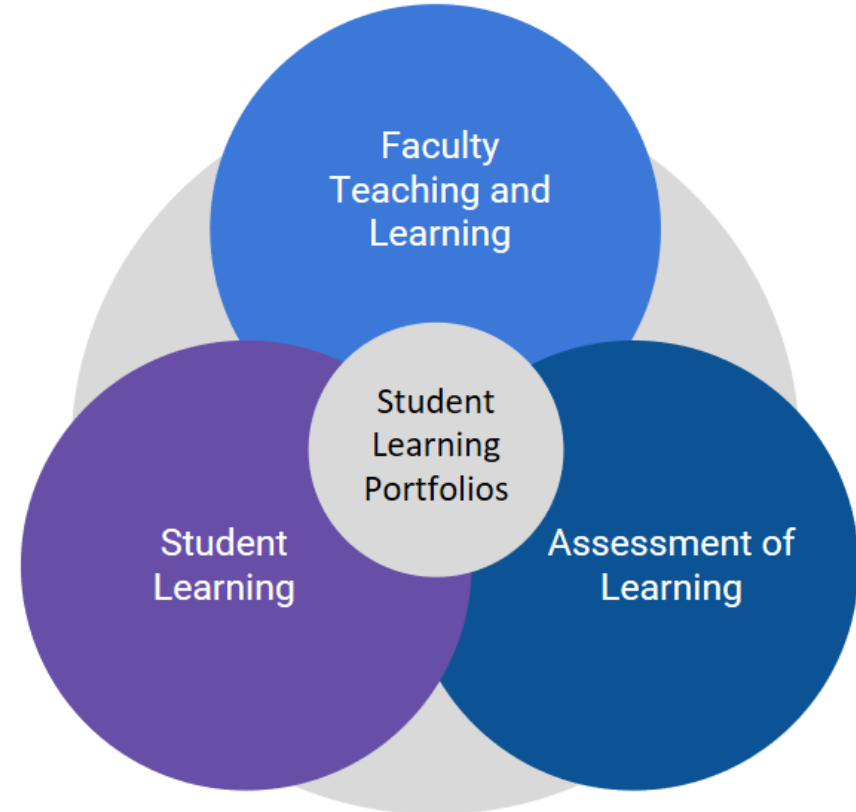 Faculty
Teaching and
Learning
Student
Learning
Portfolios
Student
Learning
Assessment of
Learning